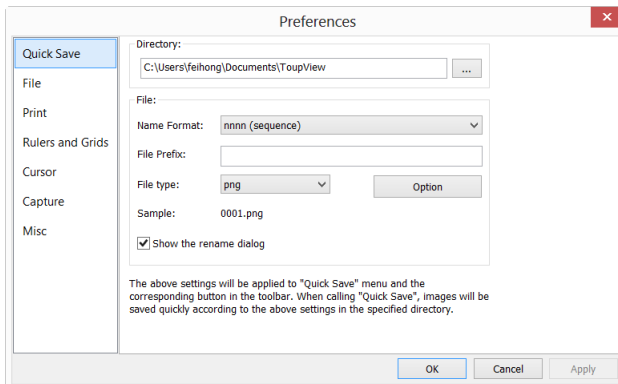 Preferences
Quick Save
File
Print
Rulers and Grids
Cursor
Capture
Misc
Directory:
C:\Users\feihong\Documents\ToupView
...
File:
Name Format: nnnn (sequence)
File Prefix:
File type: png Option
Sample: 0001.png
Show the rename dialog
The above settings will be applied to "Quick Save" menu and the
corresponding button in the toolbar. When calling "Quick Save", images will be
saved quickly according to the above settings in the specified directory.
OK Cancel Apply